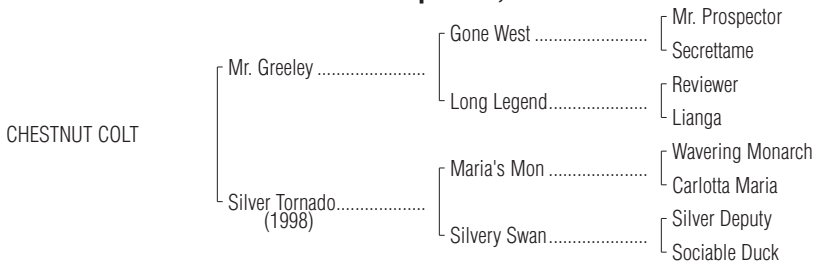 Mr. Prospector
Gone West ...........................
Secrettame
Mr. Greeley ..........................
Reviewer
Long Legend........................
Lianga
CHESTNUT COLT
Wavering Monarch
Maria's Mon .........................
Carlotta Maria
Silver Tornado......................
(1998)
Silver Deputy
Silvery Swan........................
Sociable Duck